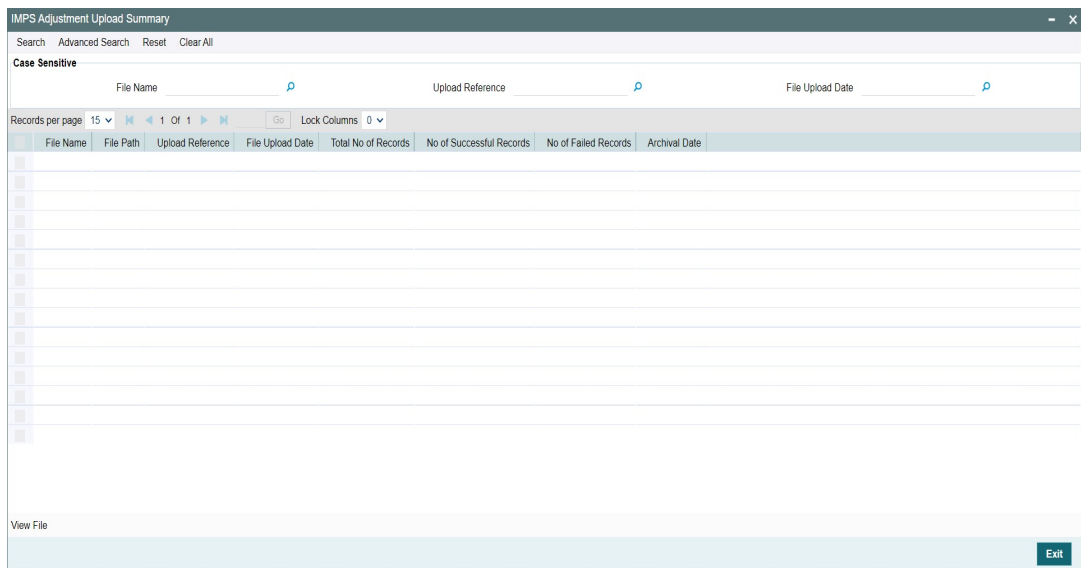 IMPS Adjustment Upload Summary
Search Advanced Search Reset Clear All
Case Sensitive
File Name Upload Reference File Upload Date
Records per page 15 1 Of 1 Go Lock Columns 0
File Name File Path Upload Reference File Upload Date Total No of Records No of Successful Records No of Failed Records Archival Date
View File
Exit